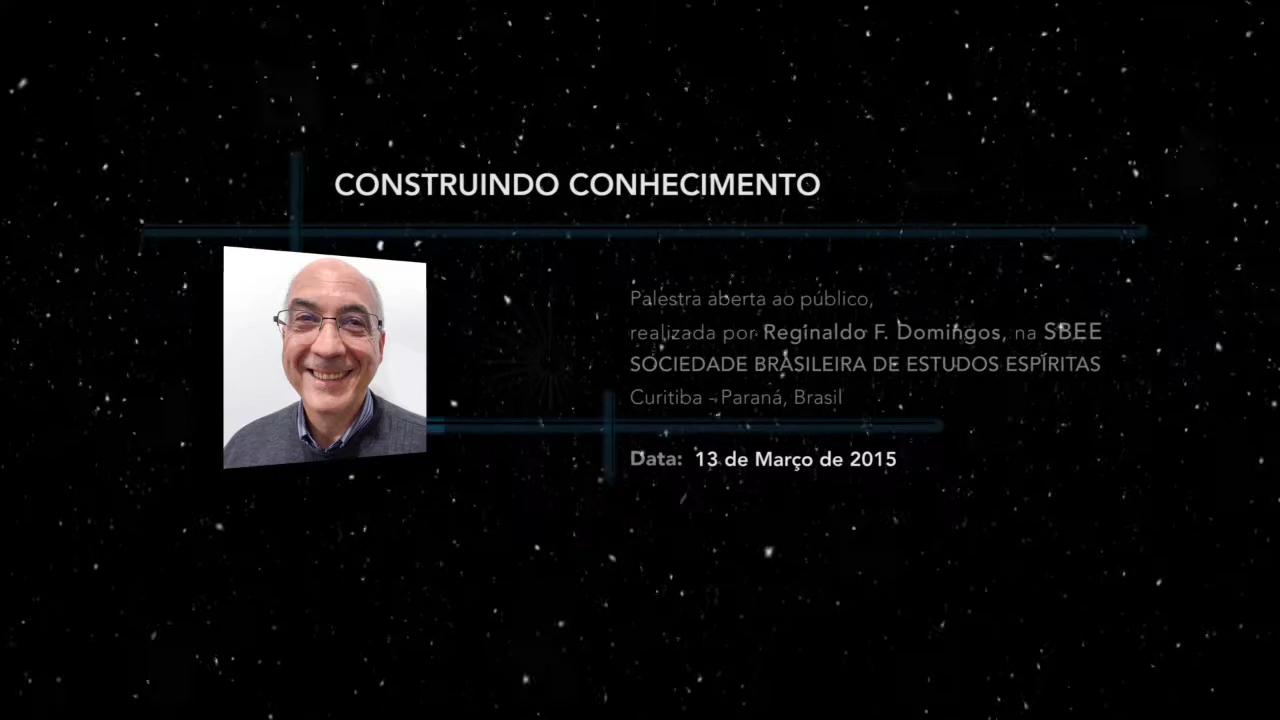 CONSTRUINDO CONHECIMENTO
Palestra aberta ao público,
realizada por Reginaldo F. Domingos, na SBEE
SOCIEDADE BRASILEIRA DE ESTUDOS ESPÍRITAS
Curitiba - Paraná, Brasil
Data: 13 de Março de 2015